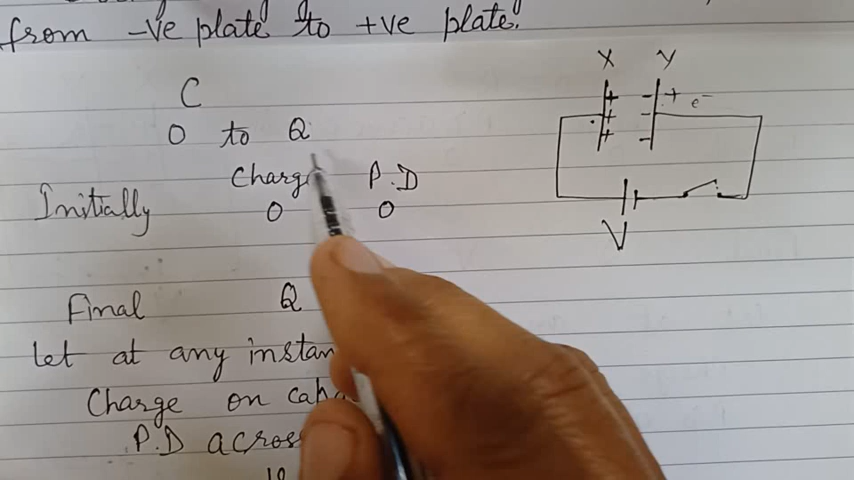 from -ve plate to +ve plate.
C
0 to Q
Charge P.D
Initially 0 0
Final Q
let at any instan
Charge on
P.D across
X Y
+ - + e⁻
+
+ -
V